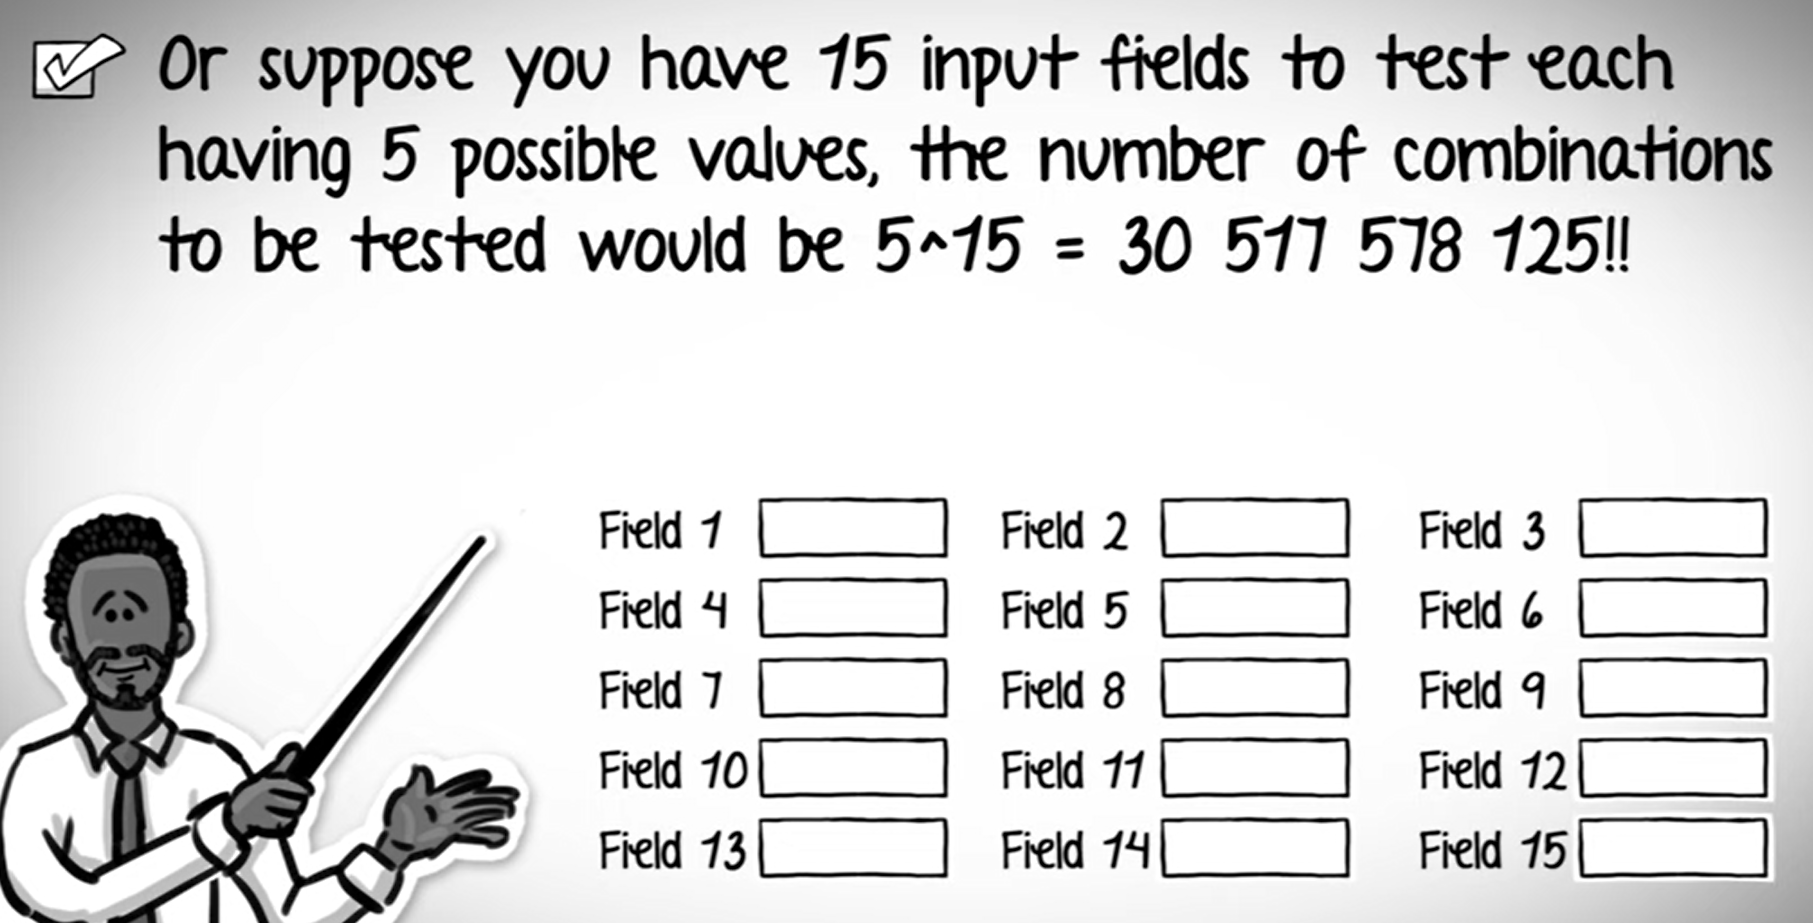 Or suppose you have 15 input fields to test each
having 5 possible values, the number of combinations
to be tested would be 5^15 = 30 517 578 125!!
Field 1 Field 2 Field 3
Field 4 Field 5 Field 6
Field 7 Field 8 Field 9
Field 10 Field 11 Field 12
Field 13 Field 14 Field 15